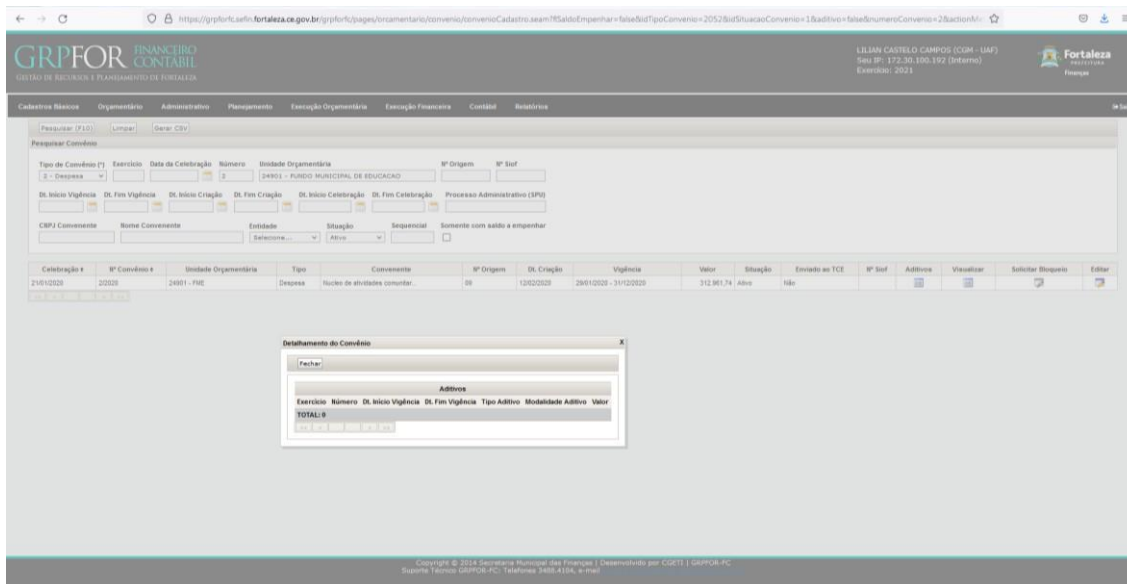 https://grpforfc.sefin.fortaleza.ce.gov.br/grpforfc/pages/orcamentario/convenio/convenioCadastro.seam?fSaldoEmpenhar=false&idTipoConvenio=2052&idSituacaoConvenio=1&aditivo=false&numeroConvenio=2&actionM
GRPFOR FINANCEIRO CONTÁBIL
GESTÃO DE RECURSOS E PLANEJAMENTO DE FORTALEZA
LILIAN CASTELO CAMPOS (CGM - UAF)
Seu IP: 172.30.100.192 (Interno)
Exercício: 2021
Fortaleza
PREFEITURA
Finanças
Cadastros Básicos Orçamentário Administrativo Planejamento Execução Orçamentária Execução Financeira Contábil Relatórios
Pesquisar (F10) Limpar Gerar CSV
Pesquisar Convênio
Tipo de Convênio (*) Exercício Data da Celebração Número Unidade Orçamentária Nº Origem Nº Siof
2 - Despesa 2 24901 - FUNDO MUNICIPAL DE EDUCACAO
Dt. Início Vigência Dt. Fim Vigência Dt. Início Criação Dt. Fim Criação Dt. Início Celebração Dt. Fim Celebração Processo Administrativo (SPU)
CNPJ Convenente Nome Convenente Entidade Situação Sequencial Somente com saldo a empenhar
Selecione... Ativo
Celebração Nº Convênio Unidade Orçamentária Tipo Convenente Nº Origem Dt. Criação Vigência Valor Situação Enviado ao TCE Nº Siof Aditivos Visualizar Solicitar Bloqueio Editar
21/01/2020 2/2020 24901 - FME Despesa Nucleo de atividades comunitar... 00 12/02/2020 28/01/2020 - 31/12/2020 312.961,74 Ativo Não
Detalhamento do Convênio X
Fechar
Aditivos
Exercício Número Dt. Início Vigência Dt. Fim Vigência Tipo Aditivo Modalidade Aditivo Valor
TOTAL: 0
Copyright © 2014 Secretaria Municipal das Finanças | Desenvolvido por CGETI | GRPFOR-FC
Suporte Técnico GRPFOR-FC: Telefones 3488.4104, e-mail